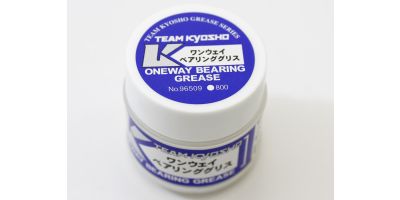 TEAM KYOSHO GREASE SERIES
TEAM KYOSHO
K
ワンウェイ
ベアリンググリス
ONEWAY BEARING
GREASE
No.96509 ●800
TEAM KYOSHO
ワンウェイ
ベアリンググリス
BEARING GREASE